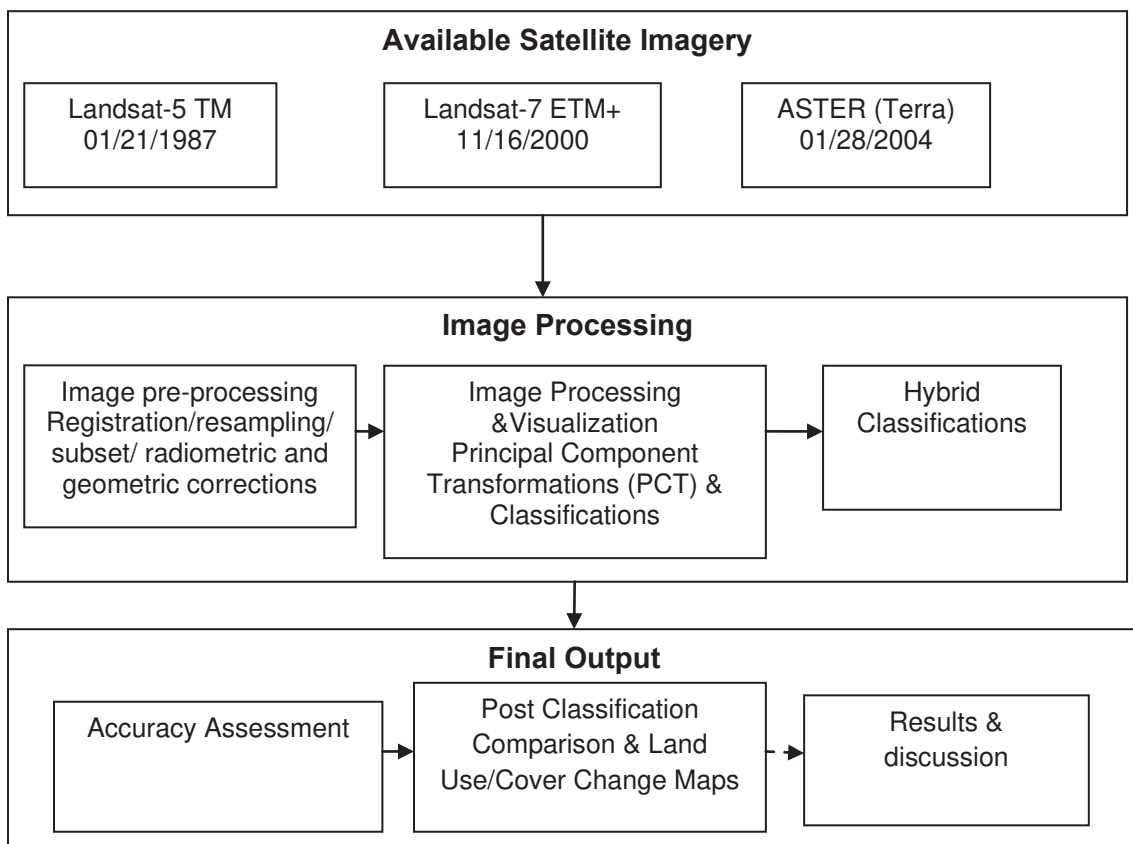 Available Satellite Imagery
Landsat-5 TM
01/21/1987
Landsat-7 ETM+
11/16/2000
ASTER (Terra)
01/28/2004
Image Processing
Image pre-processing
Registration/resampling/
subset/ radiometric and
geometric corrections
Image Processing
&Visualization
Principal Component
Transformations (PCT) &
Classifications
Hybrid
Classifications
Final Output
Accuracy Assessment
Post Classification
Comparison & Land
Use/Cover Change Maps
Results &
discussion